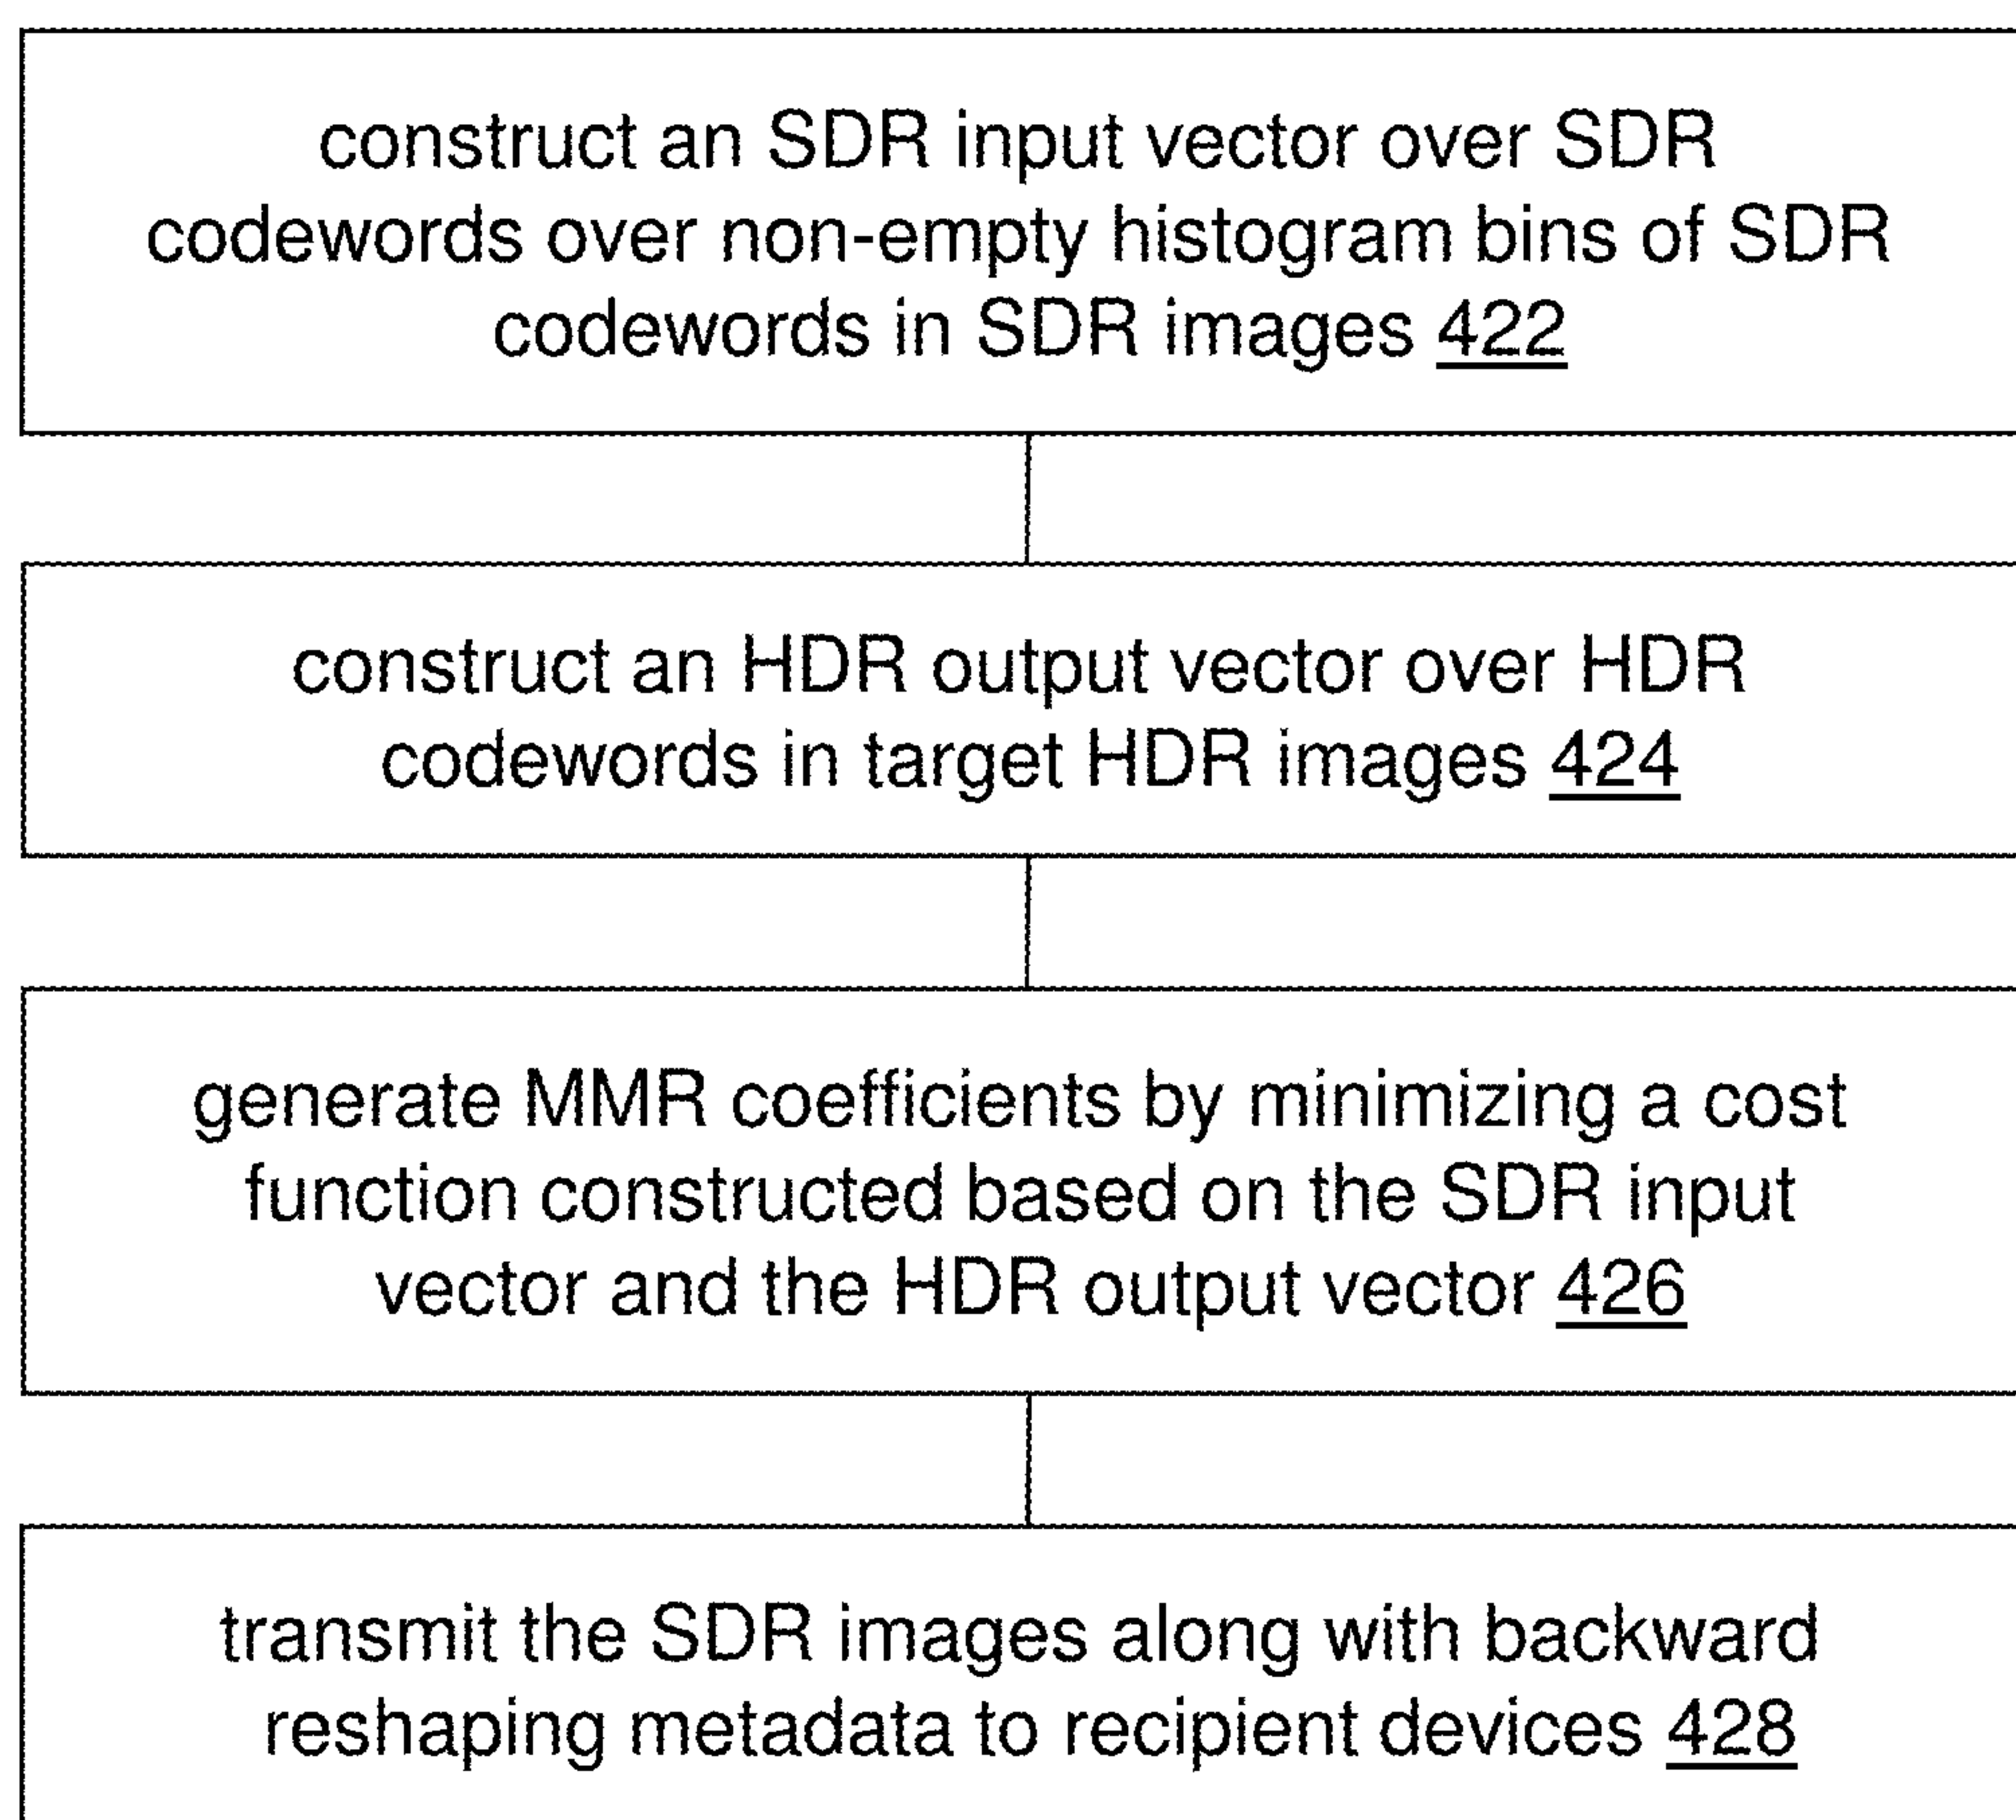 construct an SDR input vector over SDR
codewords over non-empty histogram bins of SDR
codewords in SDR images 422
construct an HDR output vector over HDR
codewords in target HDR images 424
generate MMR coefficients by minimizing a cost
function constructed based on the SDR input
vector and the HDR output vector 426
transmit the SDR images along with backward
reshaping metadata to recipient devices 428